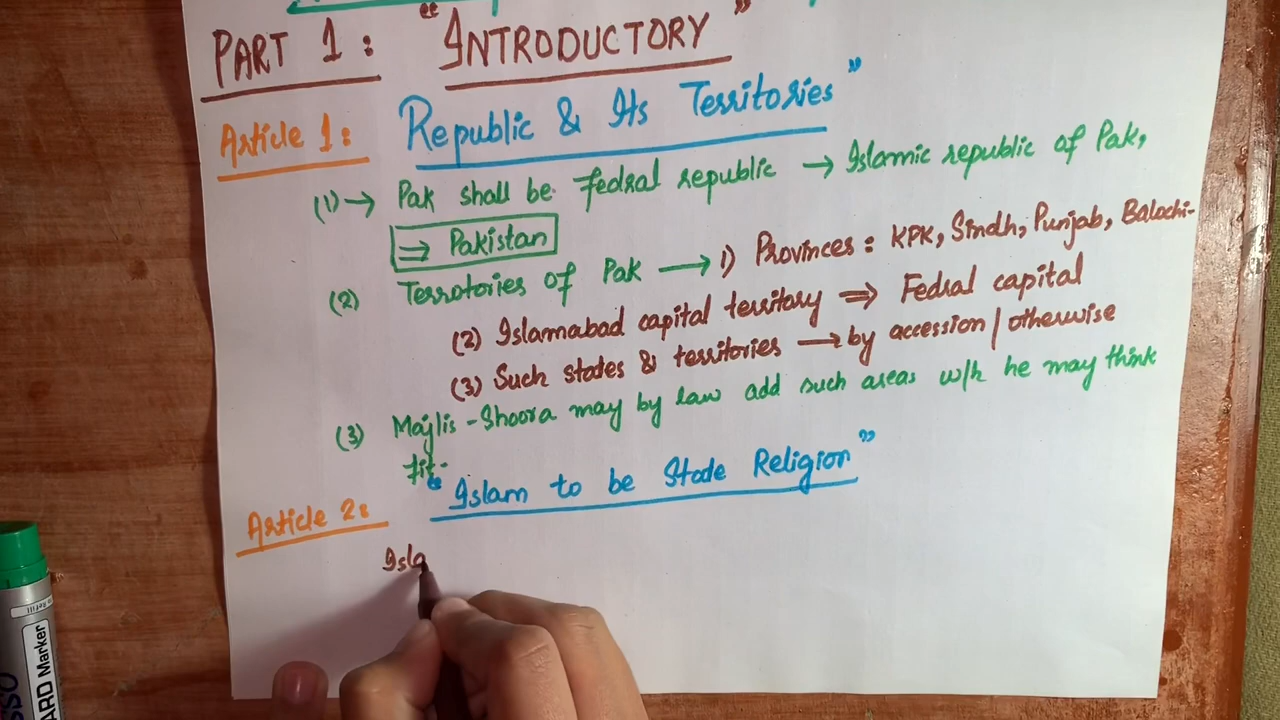 PART 1: "INTRODUCTORY"
Article 1: Republic & Its Territories"
(1)→ Pak shall be fedral republic → Islamic republic of Pak,
⇒ Pakistan
(2) Terrotories of Pak → 1) Provinces: KPK, Sindh, Punjab, Balochi-
(2) Islamabad capital territory ⇒ Fedral capital
(3) Such states & territories → by accession / otherwise
(3) Majlis-Shoora may by law add such areas w/h he may think
fit.
Article 2: "Islam to be State Religion"
Isla
Refill
ARD Marker